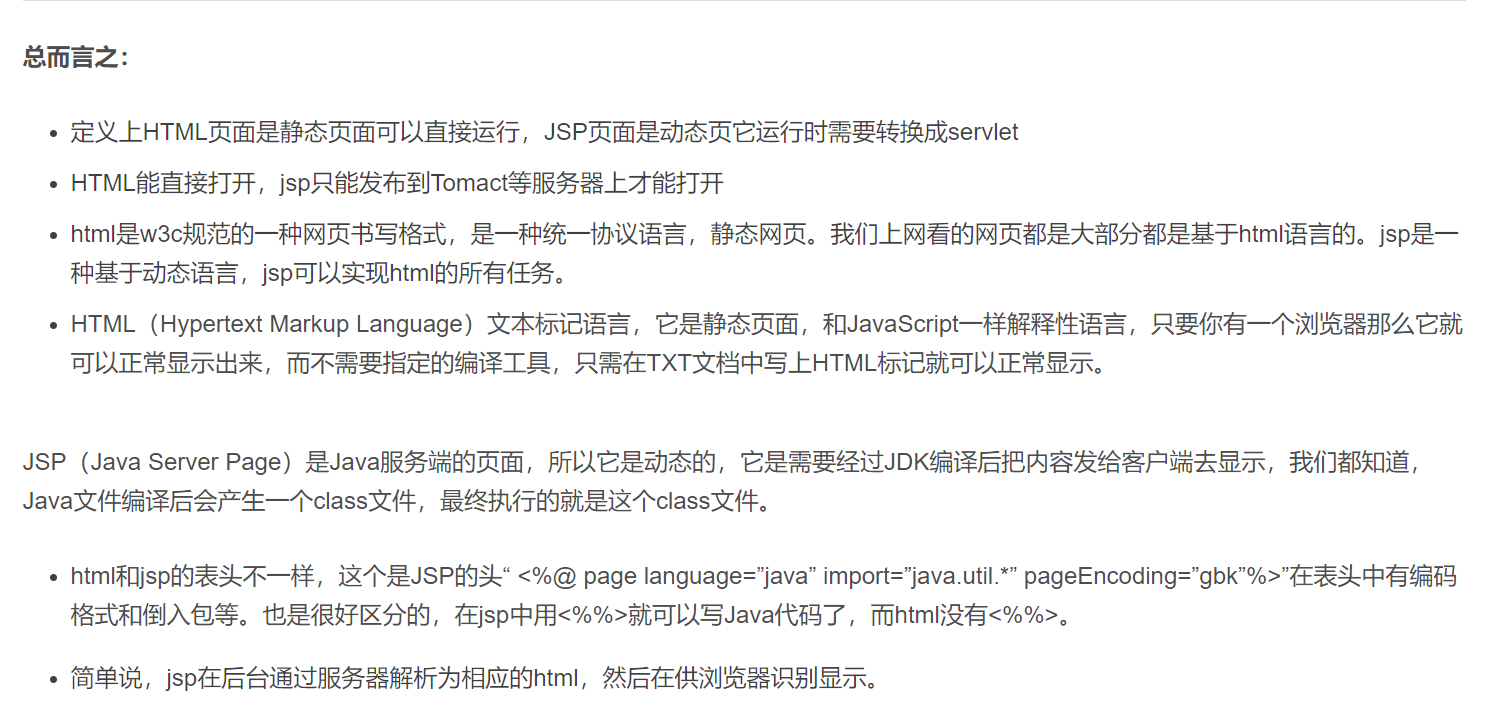 总而言之：
定义上HTML页面是静态页面可以直接运行，JSP页面是动态页它运行时需要转换成servlet
HTML能直接打开，jsp只能发布到Tomact等服务器上才能打开
html是w3c规范的一种网页书写格式，是一种统一协议语言，静态网页。我们上网看的网页都是大部分都是基于html语言的。jsp是一
种基于动态语言，jsp可以实现html的所有任务。
HTML（Hypertext Markup Language）文本标记语言，它是静态页面，和JavaScript一样解释性语言，只要你有一个浏览器那么它就
可以正常显示出来，而不需要指定的编译工具，只需在TXT文档中写上HTML标记就可以正常显示。
JSP（Java Server Page）是Java服务端的页面，所以它是动态的，它是需要经过JDK编译后把内容发给客户端去显示，我们都知道，
Java文件编译后会产生一个class文件，最终执行的就是这个class文件。
html和jsp的表头不一样，这个是JSP的头“ <%@ page language=”java” import=”java.util.*” pageEncoding=”gbk”%>”在表头中有编码
格式和倒入包等。也是很好区分的，在jsp中用<%%>就可以写Java代码了，而html没有<%%>。
简单说，jsp在后台通过服务器解析为相应的html，然后在供浏览器识别显示。